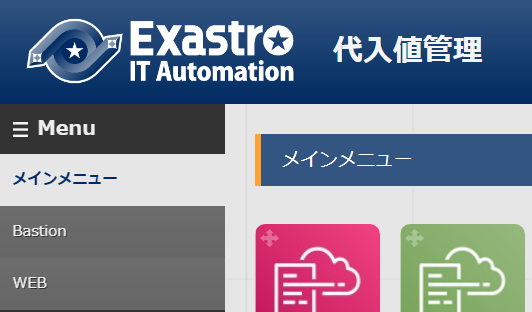 Exastro
IT Automation
代入値管理
Menu
メインメニュー
メインメニュー
Bastion
WEB